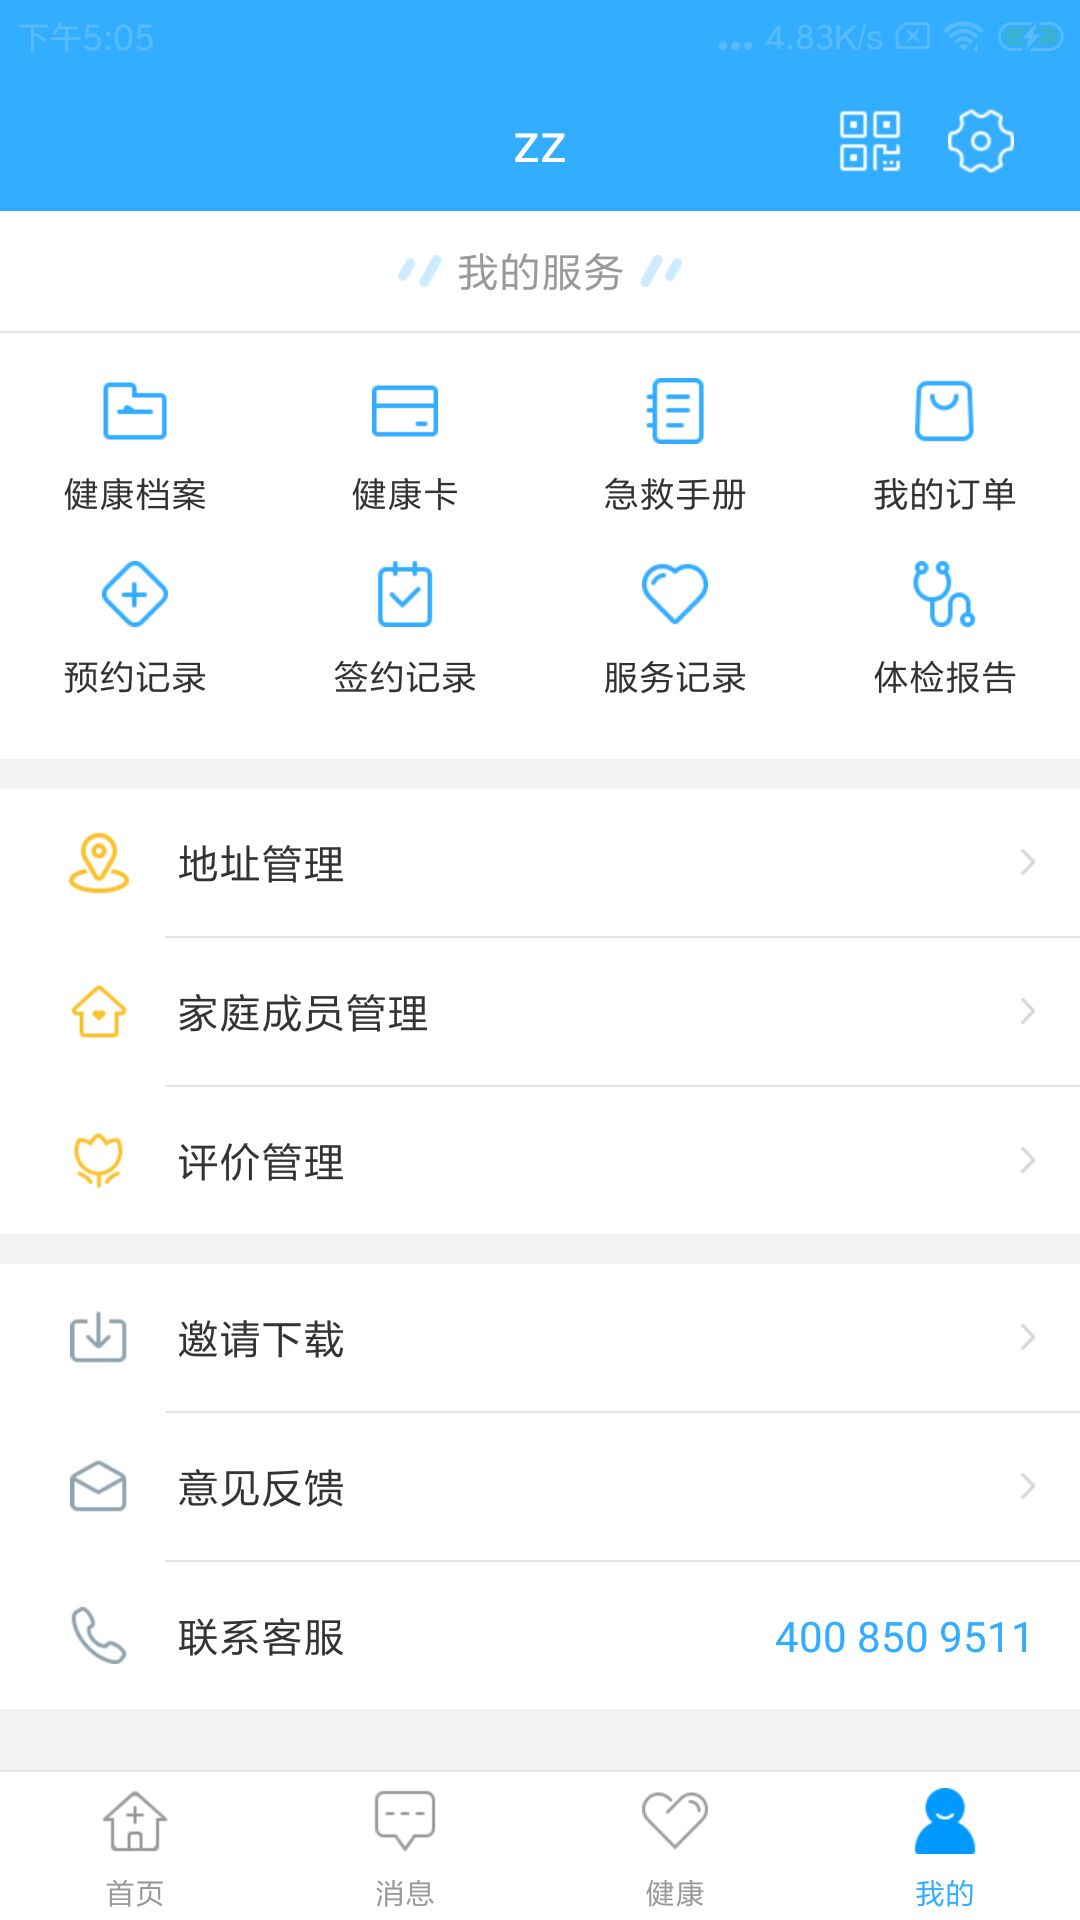 下午5:05 ... 4.83K/s
zz
我的服务
健康档案 健康卡 急救手册 我的订单
预约记录 签约记录 服务记录 体检报告
地址管理
家庭成员管理
评价管理
邀请下载
意见反馈
联系客服 400 850 9511
首页 消息 健康 我的